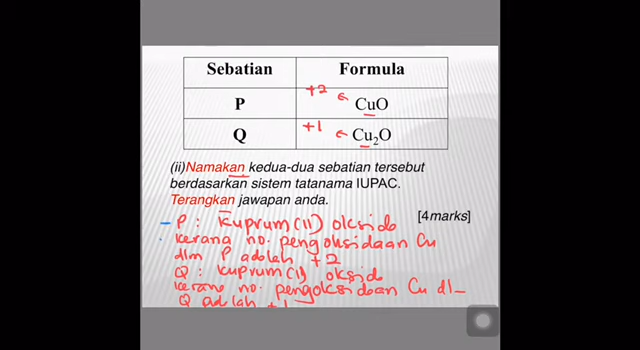 Sebatian Formula
+2
P CuO
+1
Q Cu₂O
(ii)Namakan kedua-dua sebatian tersebut
berdasarkan sistem tatanama IUPAC.
Terangkan jawapan anda.
[4marks]
- P : Kuprum(II) oksida
kerana no. pengoksidaan Cu
dlm P adalah +2
Q : kuprum(I) oksida
kerana no. pengoksidaan Cu dl
Q adalah +1